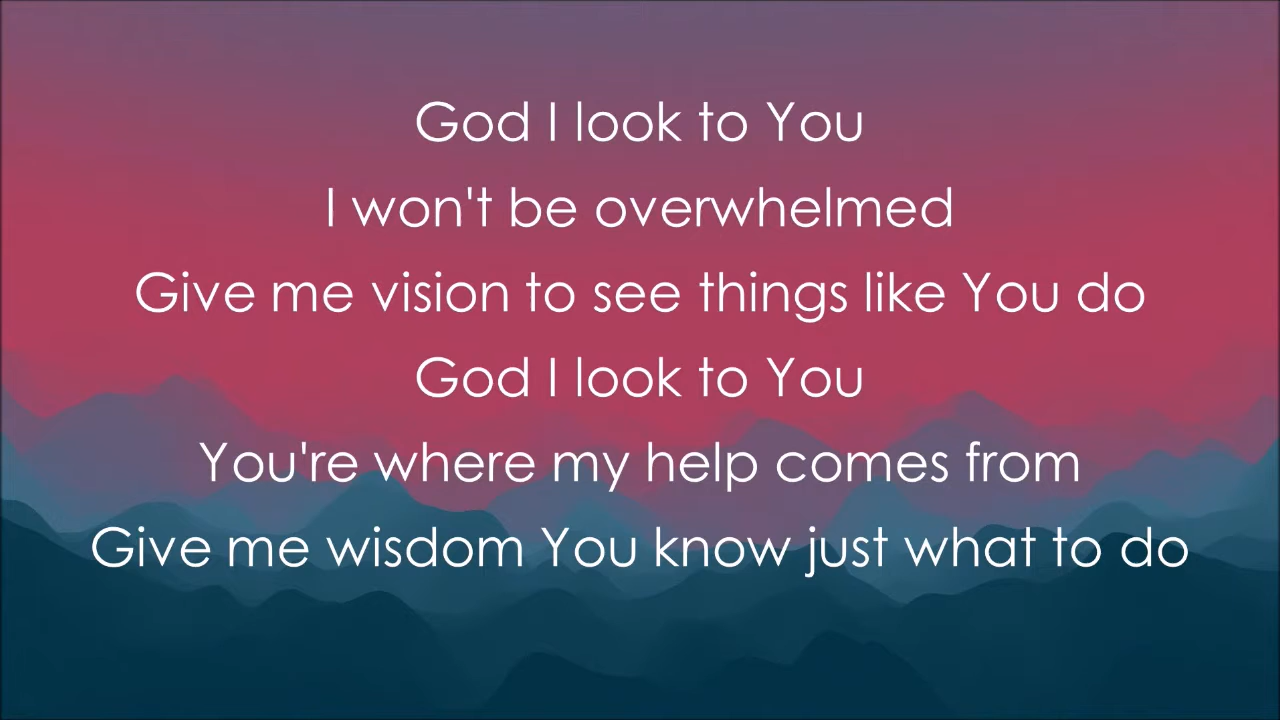 God I look to You
I won't be overwhelmed
Give me vision to see things like You do
God I look to You
You're where my help comes from
Give me wisdom You know just what to do